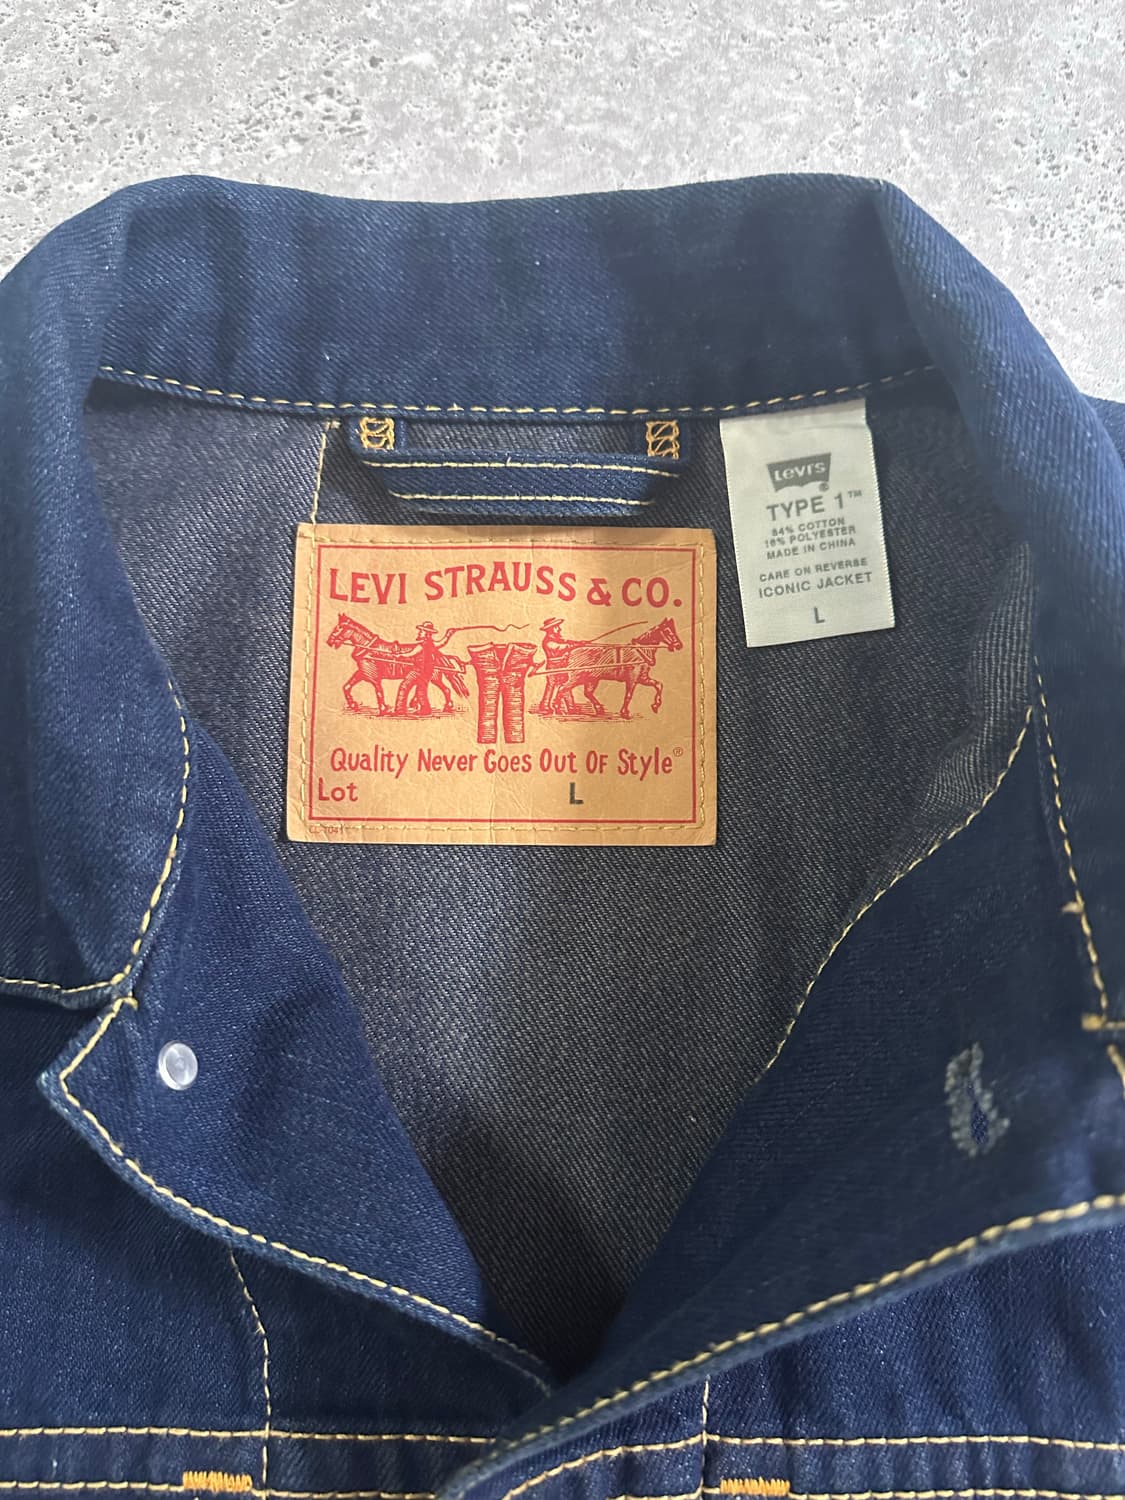 Levi's
®
TYPE 1™
84% COTTON
16% POLYESTER
MADE IN CHINA
CARE ON REVERSE
ICONIC JACKET
L
LEVI STRAUSS & CO.
Quality Never Goes Out Of Style®
Lot L